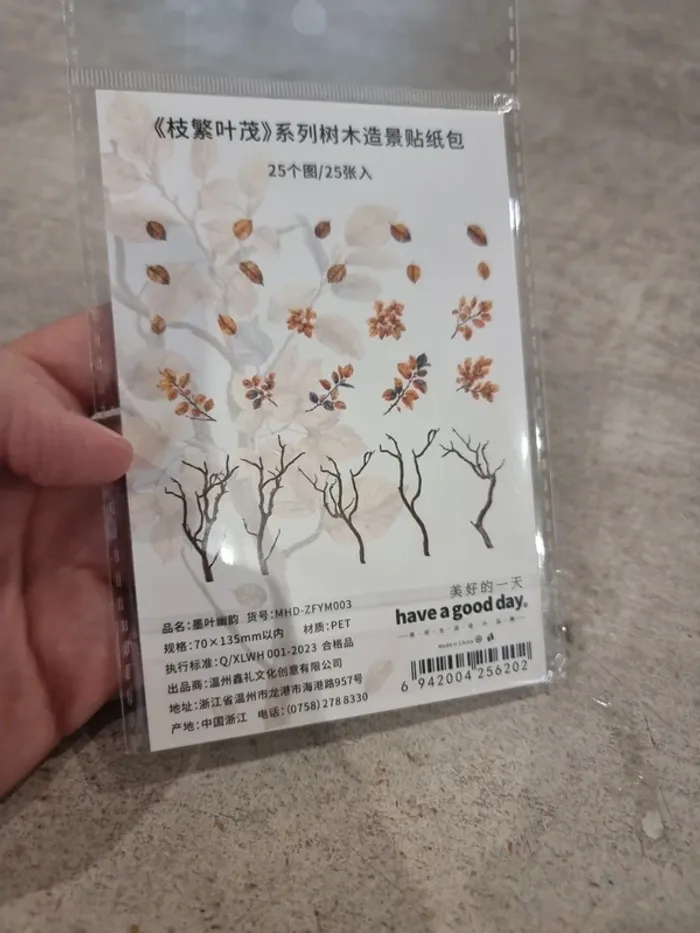 《枝繁叶茂》系列树木造景贴纸包
25个图/25张入
品名:墨叶幽韵 货号:MHD-ZFYM003
规格:70×135mm以内 材质:PET
执行标准:Q/XLWH 001-2023 合格品
出品商:温州鑫礼文化创意有限公司
地址:浙江省温州市龙港市海港路957号
产地:中国浙江 电话:(0758)278 8330
美好的一天
have a good day
Made in China
6 942004 256202